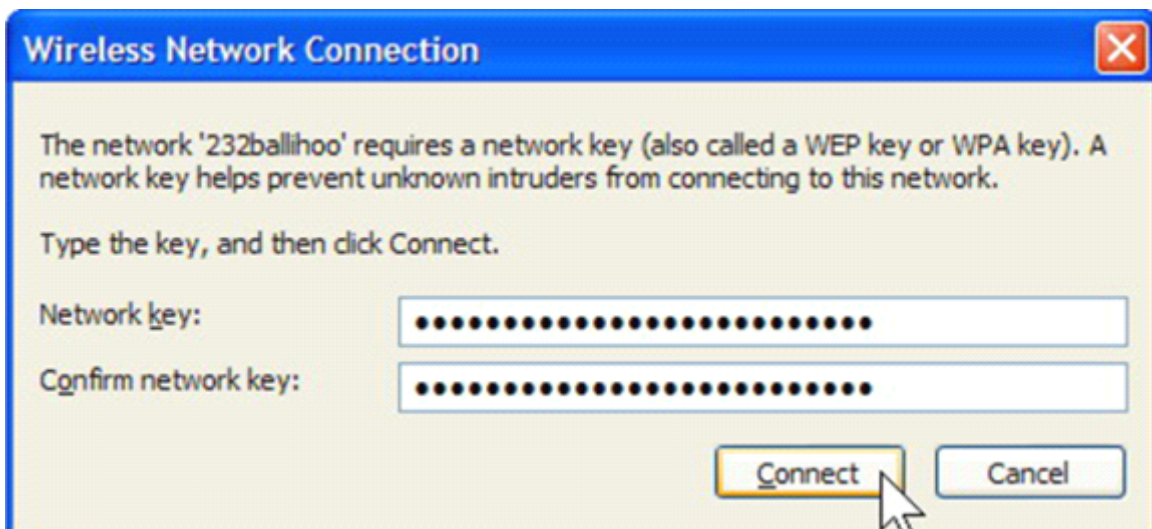 Wireless Network Connection
The network '232ballihoo' requires a network key (also called a WEP key or WPA key). A
network key helps prevent unknown intruders from connecting to this network.
Type the key, and then click Connect.
Network key:
Confirm network key:
Connect Cancel